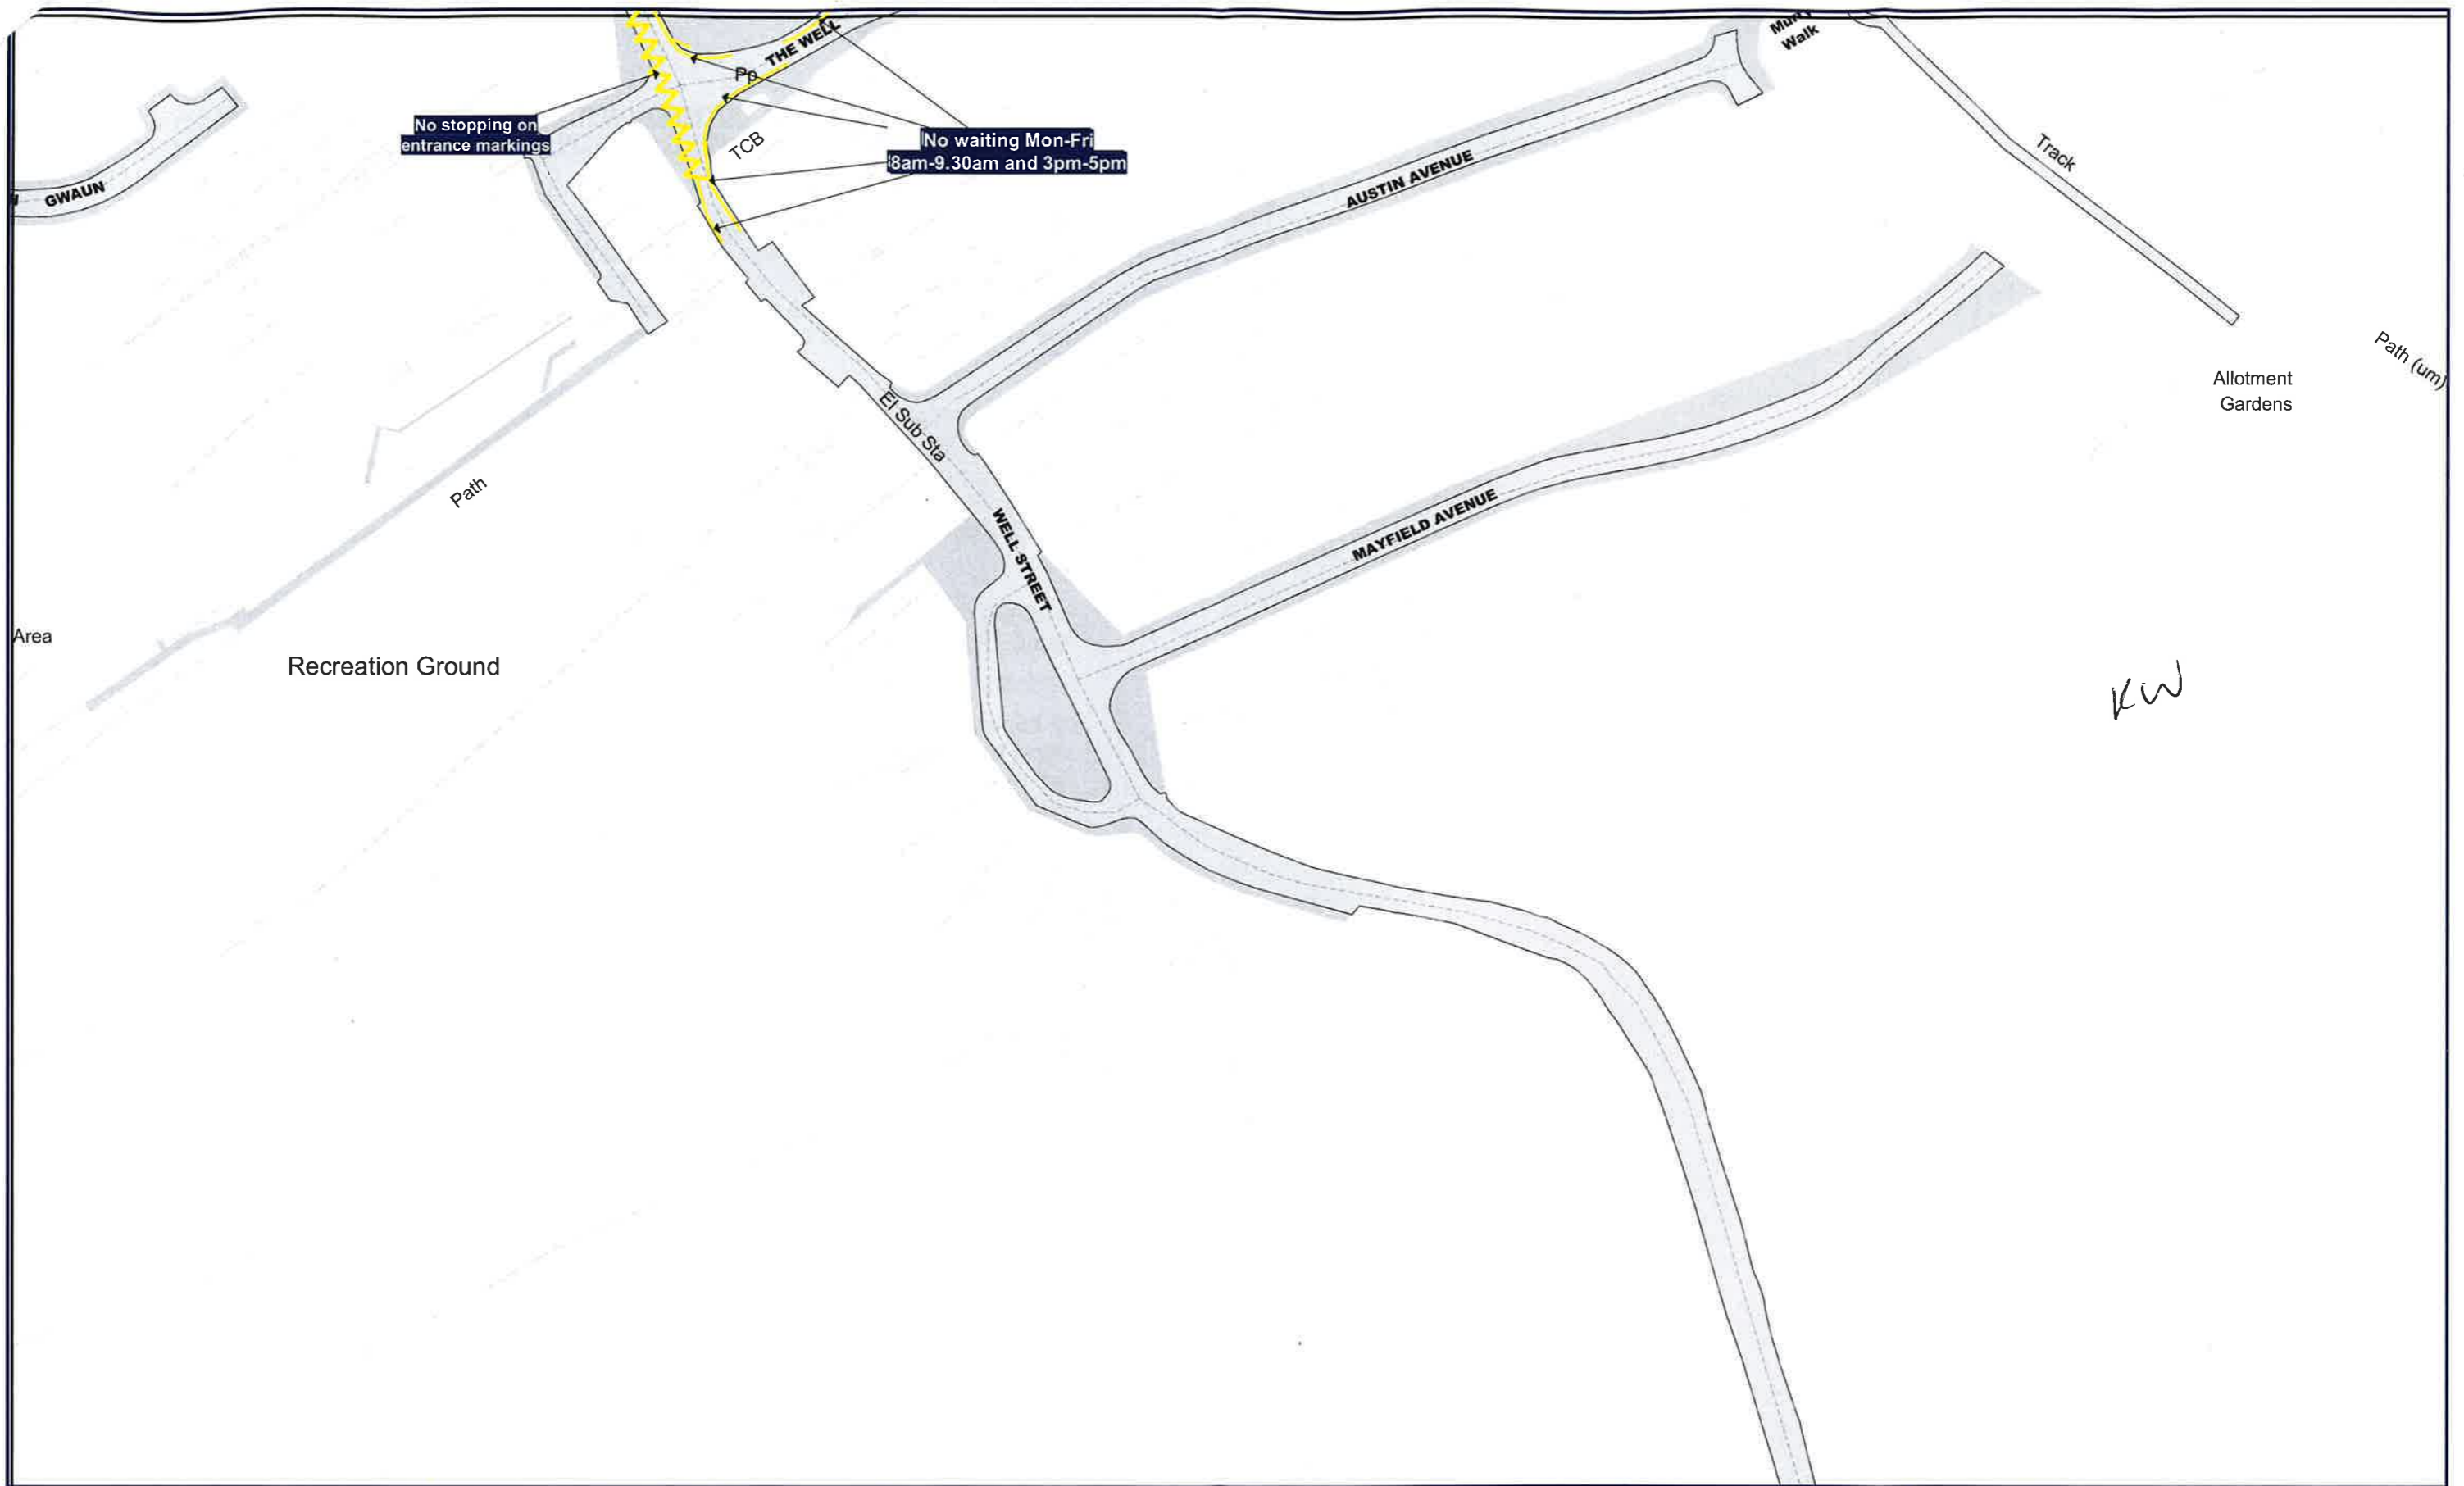 Walk
THE WELL
Pp
No stopping on
entrance markings
TCB
No waiting Mon-Fri
8am-9.30am and 3pm-5pm
GWAUN
AUSTIN AVENUE
Track
Path (um)
Allotment
Gardens
El Sub Sta
Path
MAYFIELD AVENUE
WELL STREET
Area
Recreation Ground
KW